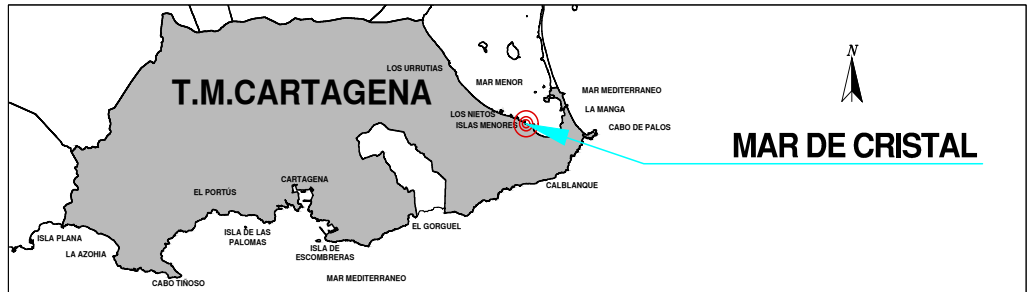 LOS URRUTIAS
MAR MENOR
T.M.CARTAGENA
MAR MEDITERRANEO
LA MANGA
LOS NIETOS
ISLAS MENORES
CABO DE PALOS
N
MAR DE CRISTAL
CARTAGENA
CALBLANQUE
EL PORTÚS
EL GORGUEL
ISLA PLANA
LA AZOHIA
ISLA DE LAS
PALOMAS
ISLA DE
ESCOMBRERAS
CABO TIÑOSO
MAR MEDITERRANEO